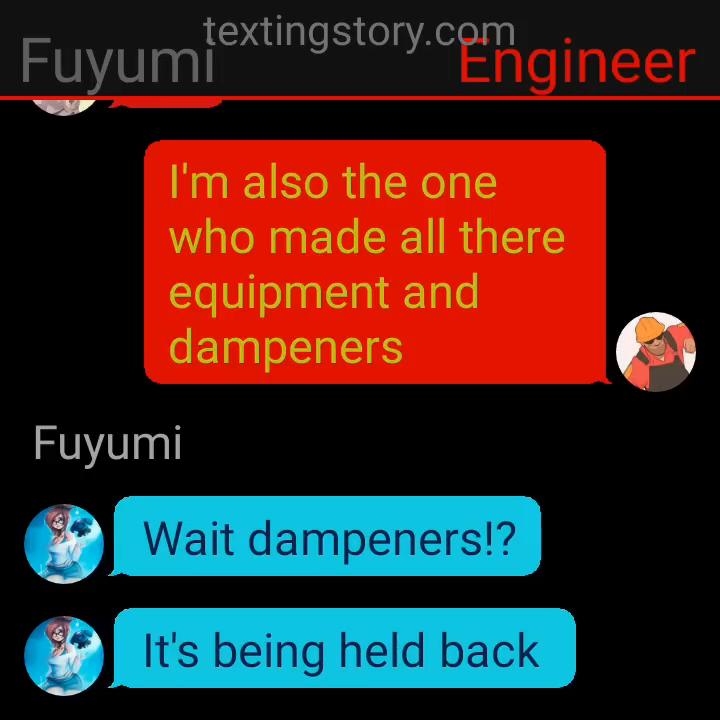 textingstory.com
Fuyumi Engineer
I'm also the one
who made all there
equipment and
dampeners
Fuyumi
Wait dampeners!?
It's being held back